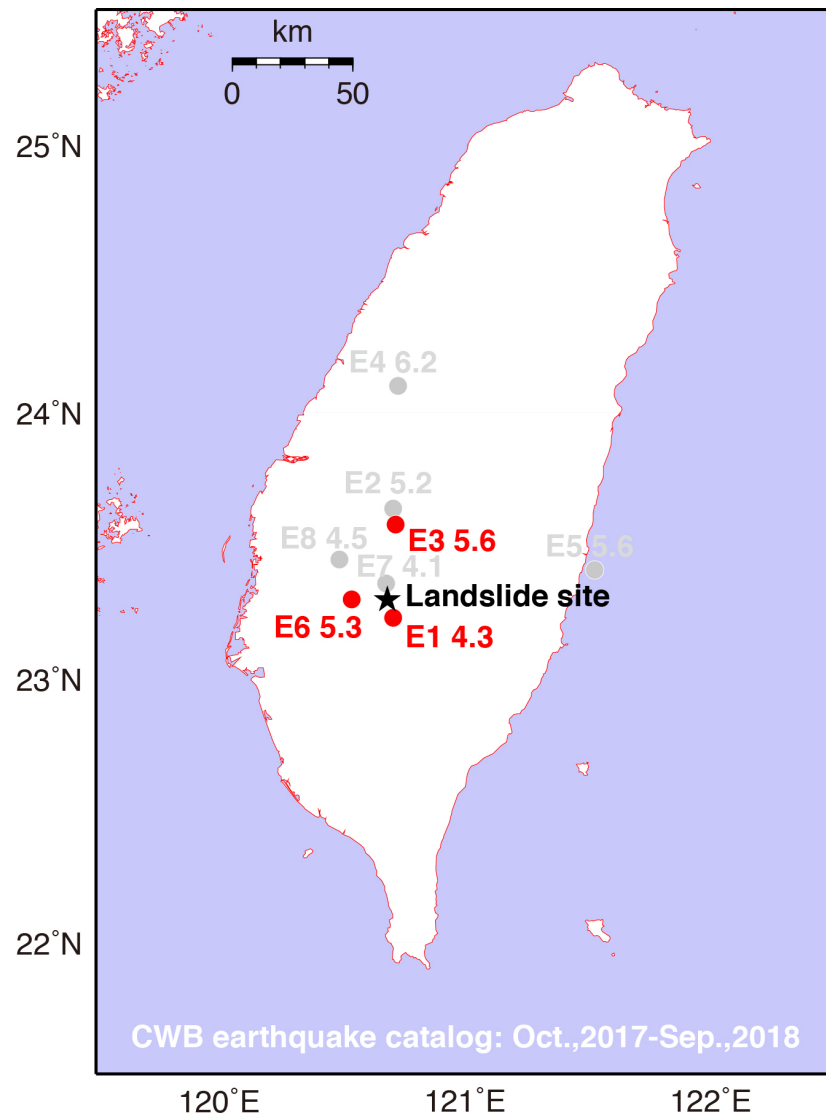 km
0 50
25°N
E4 6.2
24°N
E2 5.2
E3 5.6
E8 4.5
E5 5.6
E7 4.1
Landslide site
E6 5.3
E1 4.3
23°N
22°N
CWB earthquake catalog: Oct.,2017-Sep.,2018
120°E 121°E 122°E